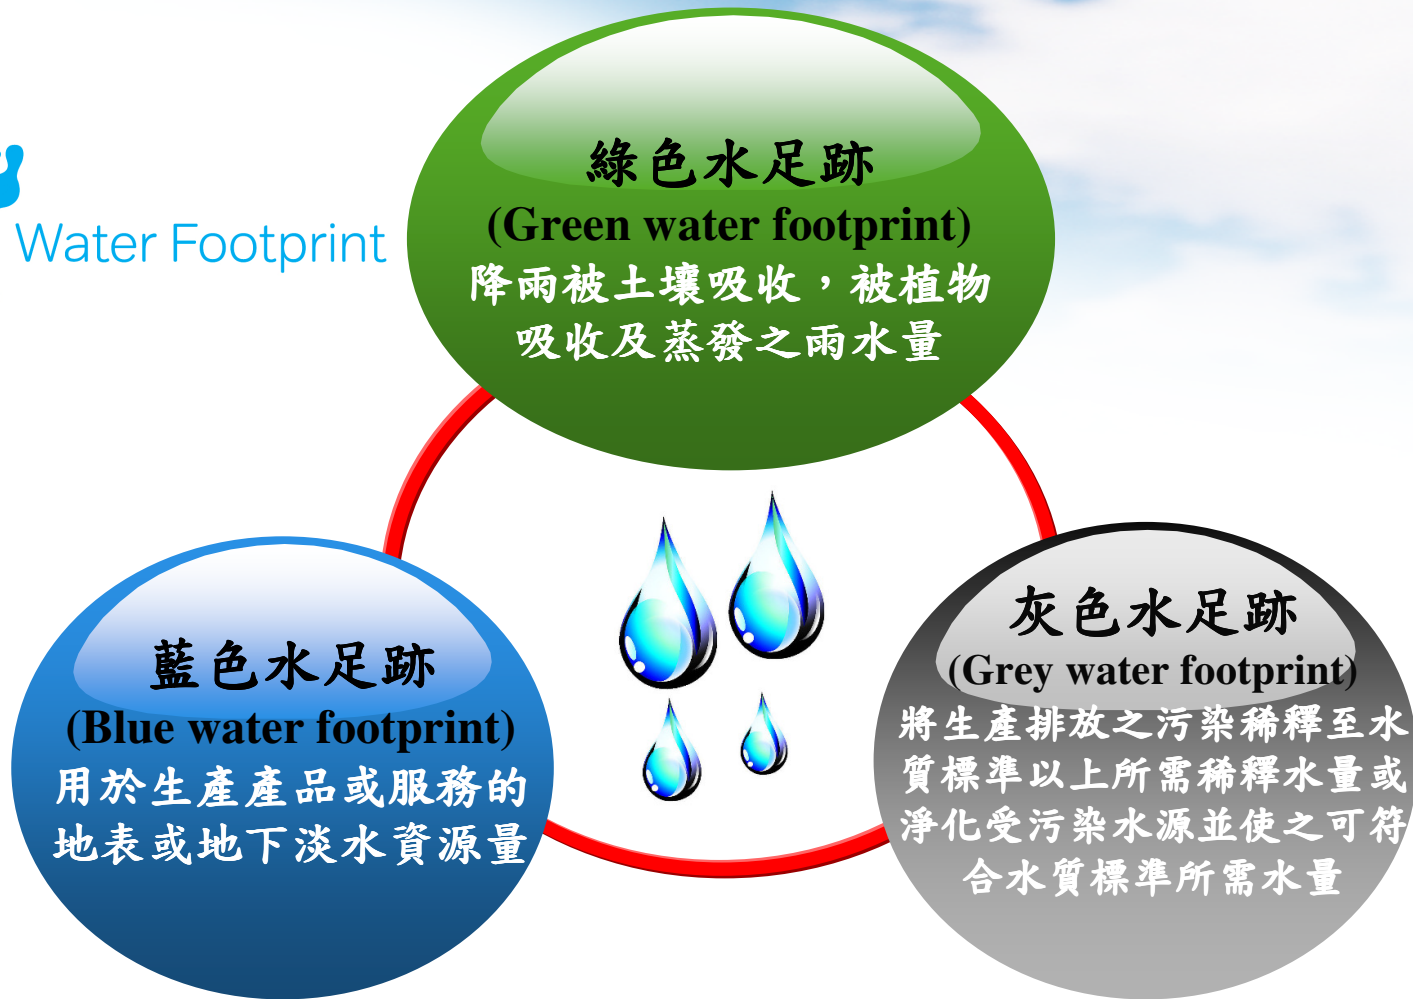 Water Footprint
綠色水足跡
(Green water footprint)
降雨被土壤吸收，被植物
吸收及蒸發之雨水量
藍色水足跡
(Blue water footprint)
用於生產產品或服務的
地表或地下淡水資源量
灰色水足跡
(Grey water footprint)
將生產排放之污染稀釋至水
質標準以上所需稀釋水量或
淨化受污染水源並使之可符
合水質標準所需水量